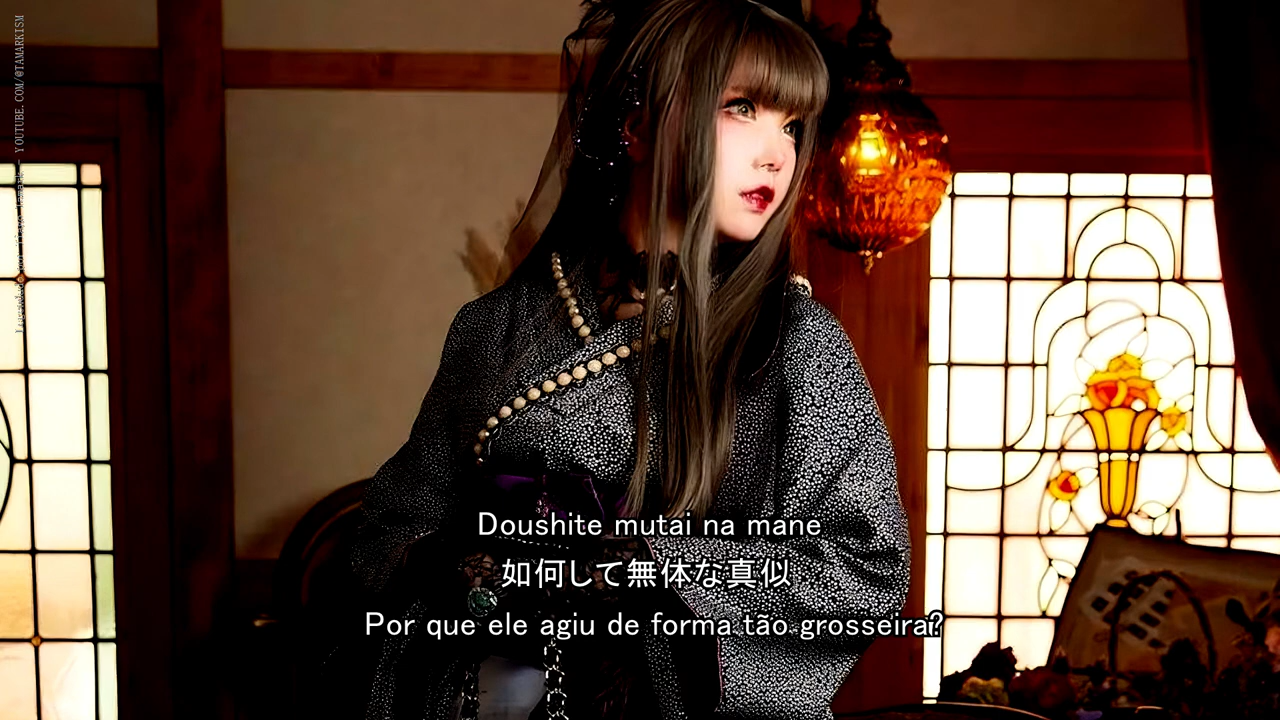 YOUTUBE.COM/@TAMARKISM
Doushite mutai na mane
如何して無体な真似
Por que ele agiu de forma tão grosseira?